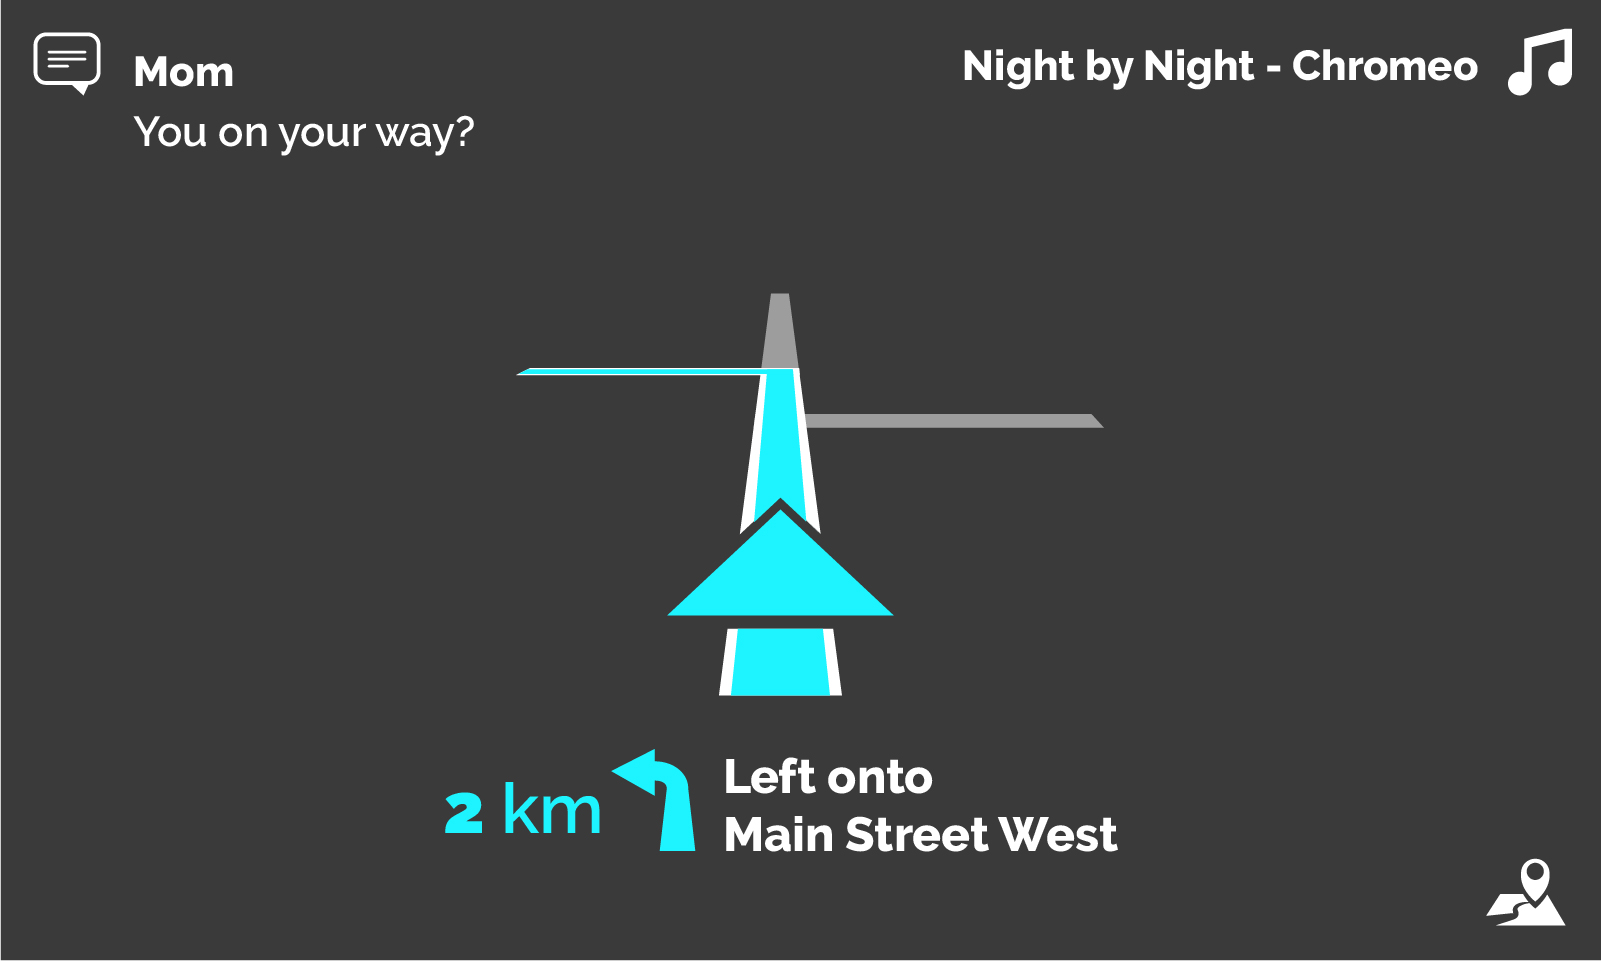 Mom
You on your way?
Night by Night - Chromeo
2 km
Left onto
Main Street West